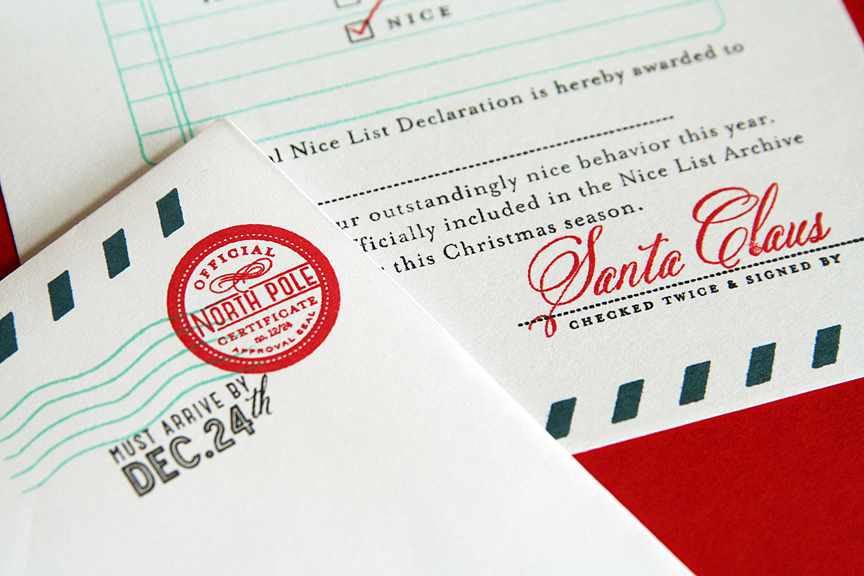 NICE
Nice List Declaration is hereby awarded to
outstandingly nice behavior this year.
included in the Nice List Archive
this Christmas season.
Santa Claus
CHECKED TWICE & SIGNED BY
OFFICIAL
NORTH POLE
CERTIFICATE
no. 12/24
APPROVAL SEAL
MUST ARRIVE BY
DEC. 24th